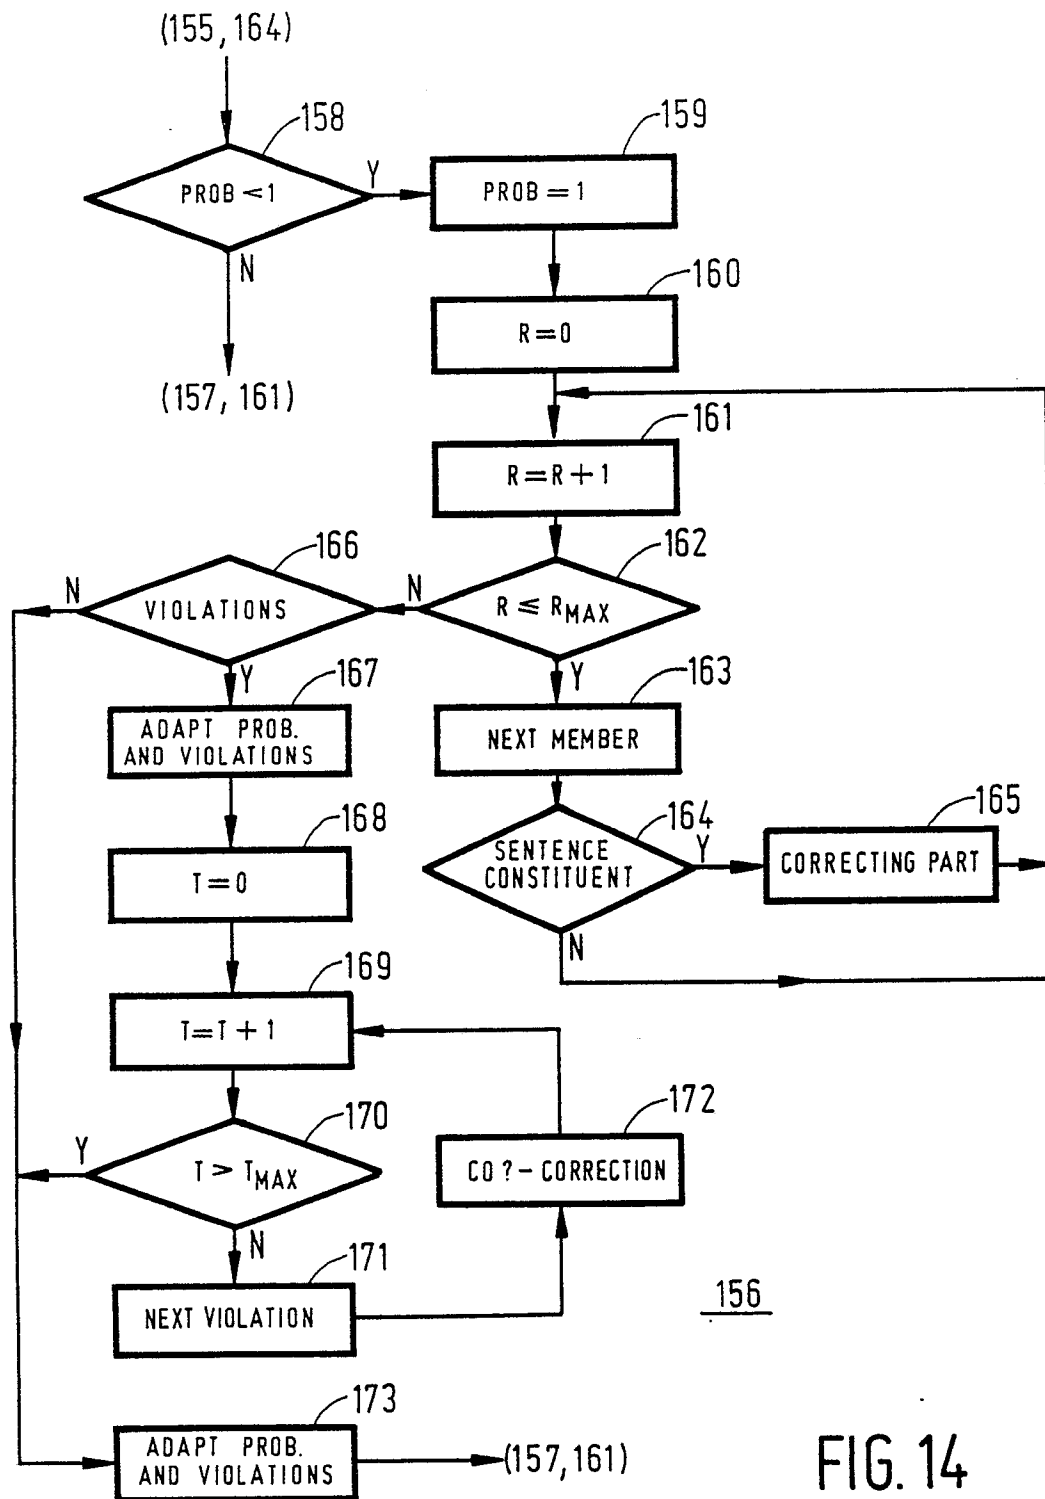 (155, 164)
158
159
PROB < 1
Y
PROB = 1
N
160
R = 0
(157, 161)
161
R = R + 1
166
162
N
VIOLATIONS
N
R ≤ RMAX
Y
167
Y
163
ADAPT PROB.
AND VIOLATIONS
NEXT MEMBER
168
164
165
T = 0
SENTENCE
CONSTITUENT
Y
CORRECTING PART
N
169
T = T + 1
170
172
Y
T > TMAX
CO ? - CORRECTION
N
171
NEXT VIOLATION
156
173
ADAPT PROB.
AND VIOLATIONS
(157, 161)
FIG. 14